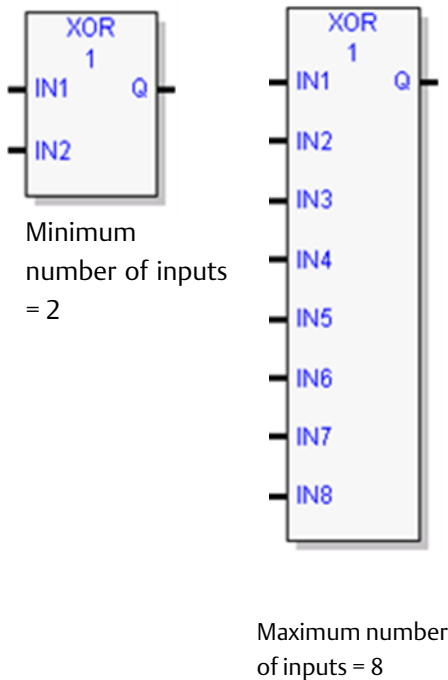 XOR
1
IN1 Q
IN2
Minimum
number of inputs
= 2
XOR
1
IN1 Q
IN2
IN3
IN4
IN5
IN6
IN7
IN8
Maximum number
of inputs = 8